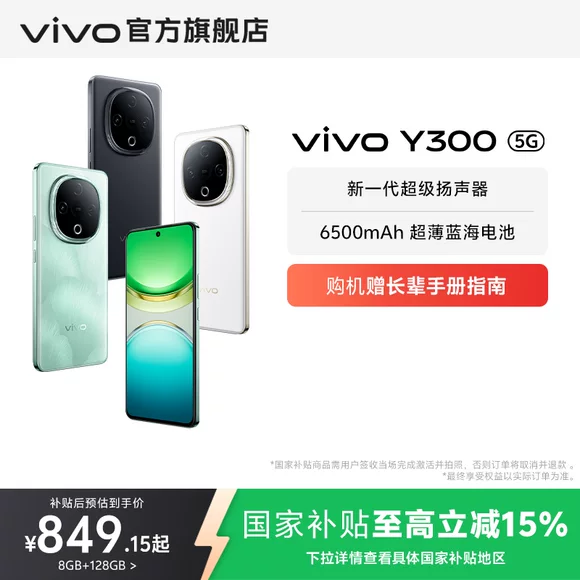 vivo 官方旗舰店
vivo Y300 5G
新一代超级扬声器
6500mAh 超薄蓝海电池
购机赠长辈手册指南
vivo
vivo
vivo
*国家补贴商品需用户签收当场完成激活并拍照,否则订单将取消并退款 。
*最终享受权益以实际订单为准。
补贴后预估到手价
¥849.15起
8GB+128GB >
国家补贴至高立减15%
下拉详情查看具体国家补贴地区